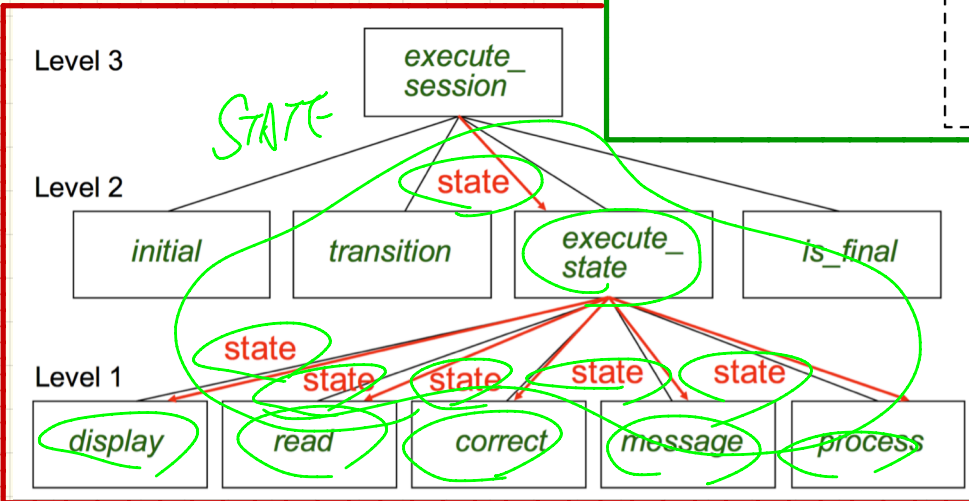 Level 3
execute_
session
STATE
Level 2
state
initial
transition
execute_
state
is_final
Level 1
state
state
state
state
state
display
read
correct
message
process